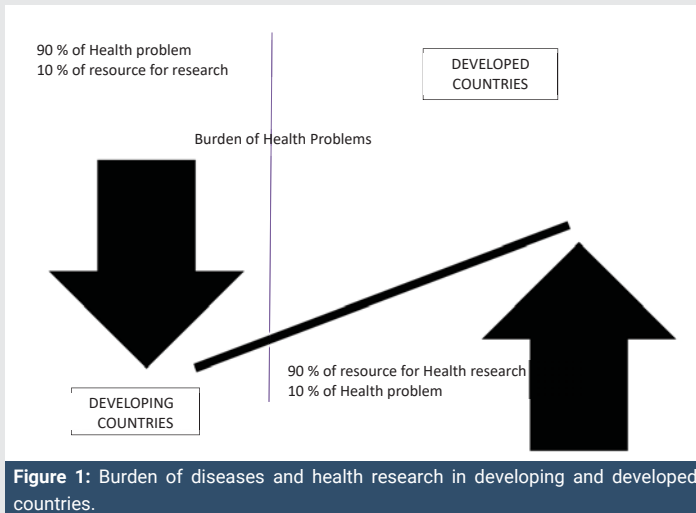 90 % of Health problem
10 % of resource for research
DEVELOPED
COUNTRIES
Burden of Health Problems
90 % of resource for Health research
10 % of Health problem
DEVELOPING
COUNTRIES
Figure 1: Burden of diseases and health research in developing and developed
countries.